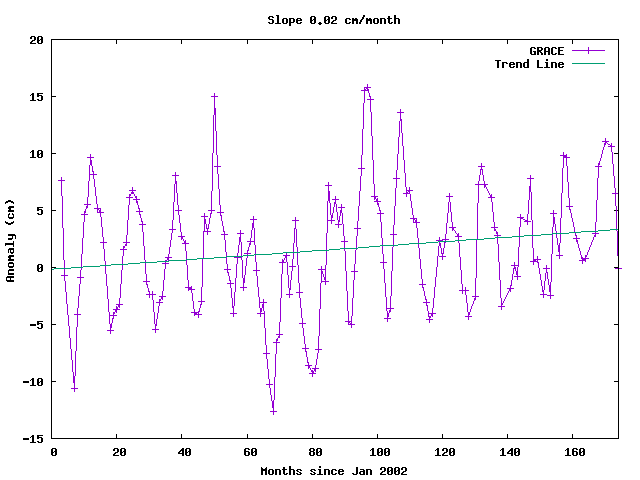 Slope 0.02 cm/month
GRACE
Trend Line
20
15
10
5
0
-5
-10
-15
Anomaly (cm)
0 20 40 60 80 100 120 140 160
Months since Jan 2002